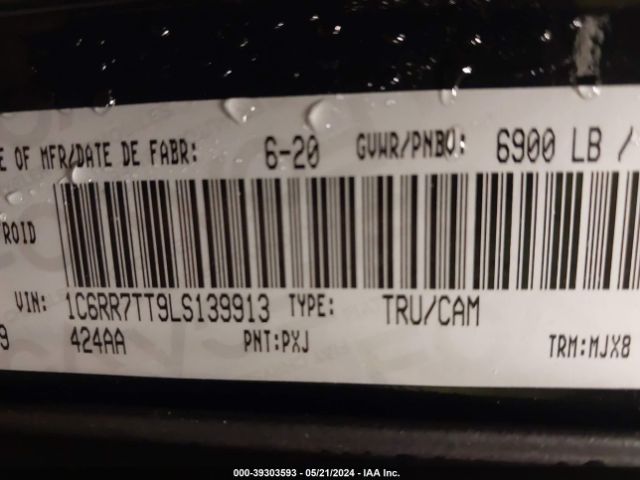 E OF MFR/DATE DE FABR: 6-20 GVWR/PNBV: 6900 LB /
ROID
VIN: 1C6RR7TT9LS139913 TYPE: TRU/CAM
9 424AA PNT:PXJ TRM:MJX8
000-39303593 - 05/21/2024 - IAA Inc.